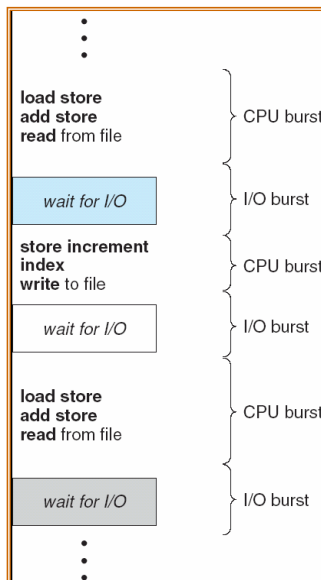 load store
add store
read from file
CPU burst
wait for I/O
I/O burst
store increment
index
write to file
CPU burst
wait for I/O
I/O burst
load store
add store
read from file
CPU burst
wait for I/O
I/O burst